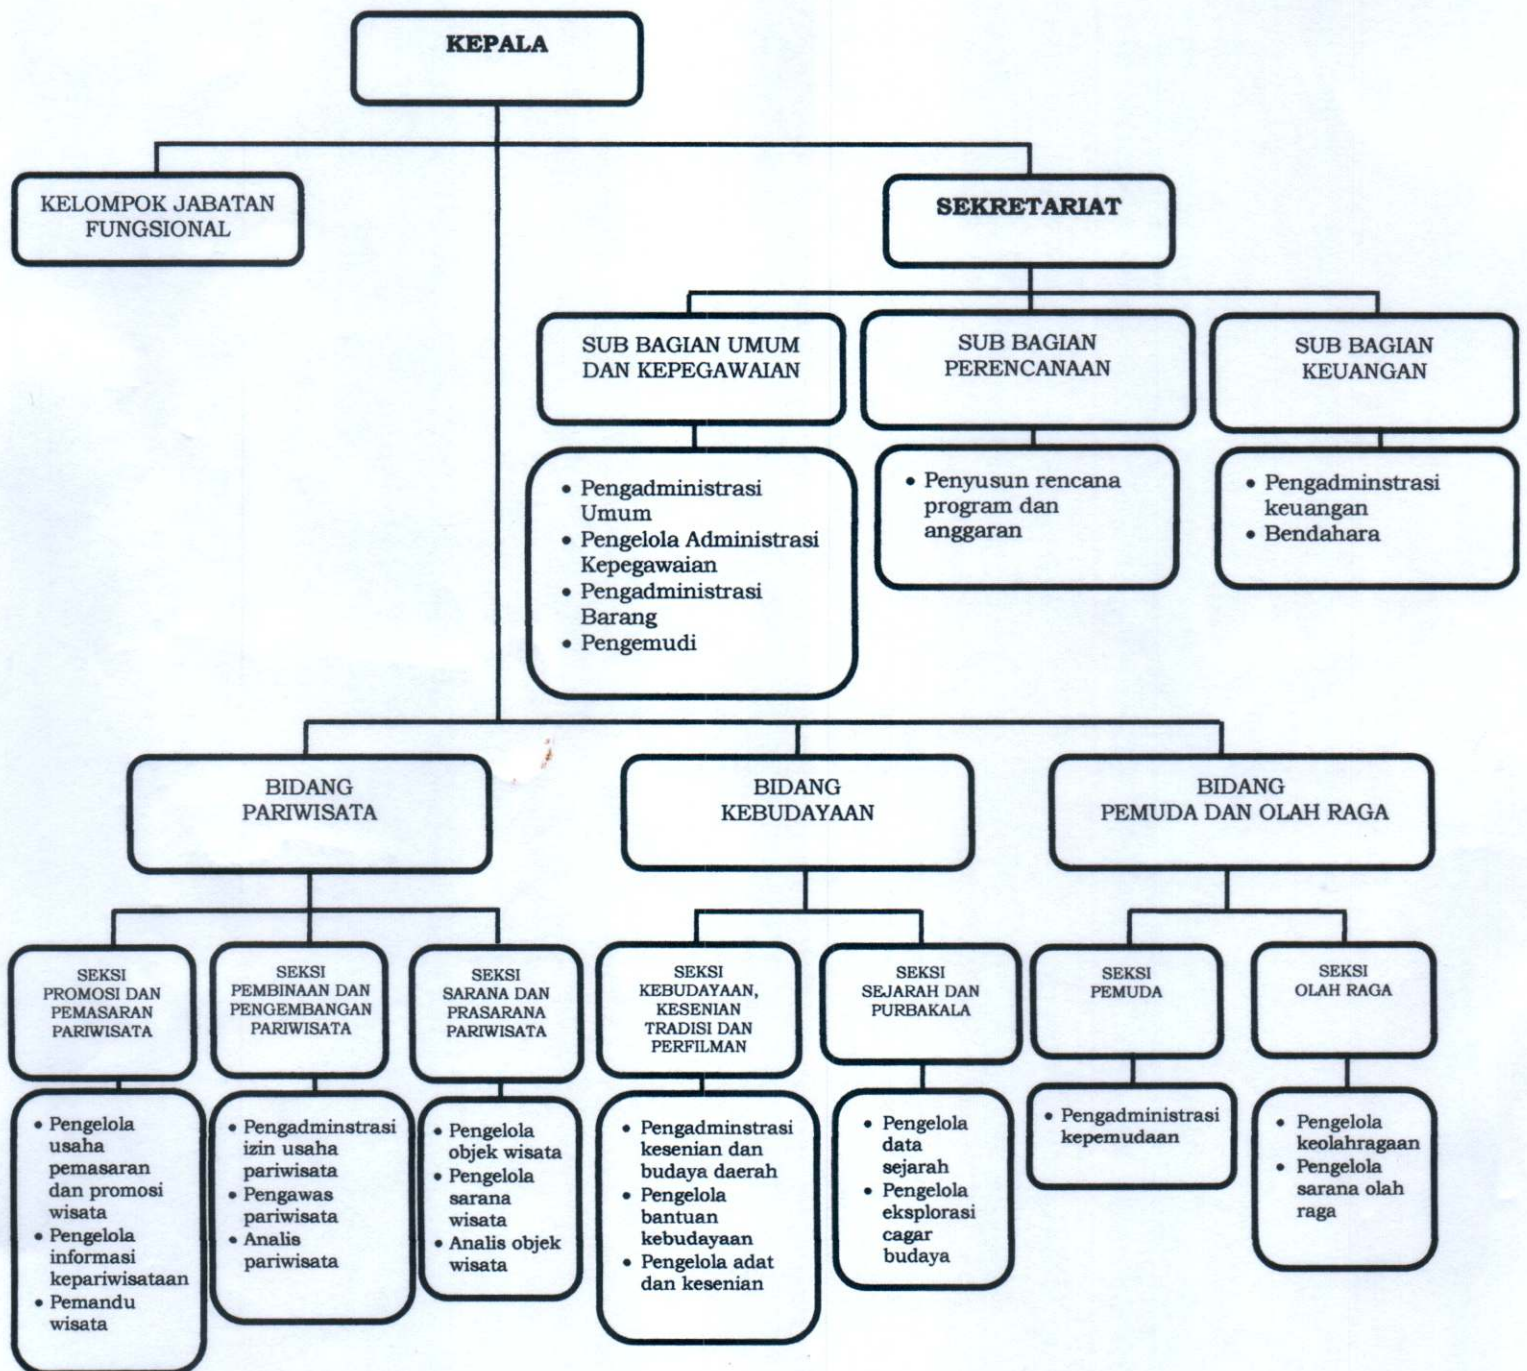 KEPALA
KELOMPOK JABATAN
FUNGSIONAL
SEKRETARIAT
SUB BAGIAN UMUM
DAN KEPEGAWAIAN
SUB BAGIAN
PERENCANAAN
SUB BAGIAN
KEUANGAN
• Pengadministrasi
Umum
• Pengelola Administrasi
Kepegawaian
• Pengadministrasi
Barang
• Pengemudi
• Penyusun rencana
program dan
anggaran
• Pengadminstrasi
keuangan
• Bendahara
BIDANG
PARIWISATA
BIDANG
KEBUDAYAAN
BIDANG
PEMUDA DAN OLAH RAGA
SEKSI
PROMOSI DAN
PEMASARAN
PARIWISATA
SEKSI
PEMBINAAN DAN
PENGEMBANGAN
PARIWISATA
SEKSI
SARANA DAN
PRASARANA
PARIWISATA
SEKSI
KEBUDAYAAN,
KESENIAN
TRADISI DAN
PERFILMAN
SEKSI
SEJARAH DAN
PURBAKALA
SEKSI
PEMUDA
SEKSI
OLAH RAGA
• Pengelola
usaha
pemasaran
dan promosi
wisata
• Pengelola
informasi
kepariwisataan
• Pemandu
wisata
• Pengadminstrasi
izin usaha
pariwisata
• Pengawas
pariwisata
• Analis
pariwisata
• Pengelola
objek wisata
• Pengelola
sarana
wisata
• Analis objek
wisata
• Pengadminstrasi
kesenian dan
budaya daerah
• Pengelola
bantuan
kebudayaan
• Pengelola adat
dan kesenian
• Pengelola
data
sejarah
• Pengelola
eksplorasi
cagar
budaya
• Pengadministrasi
kepemudaan
• Pengelola
keolahragaan
• Pengelola
sarana olah
raga